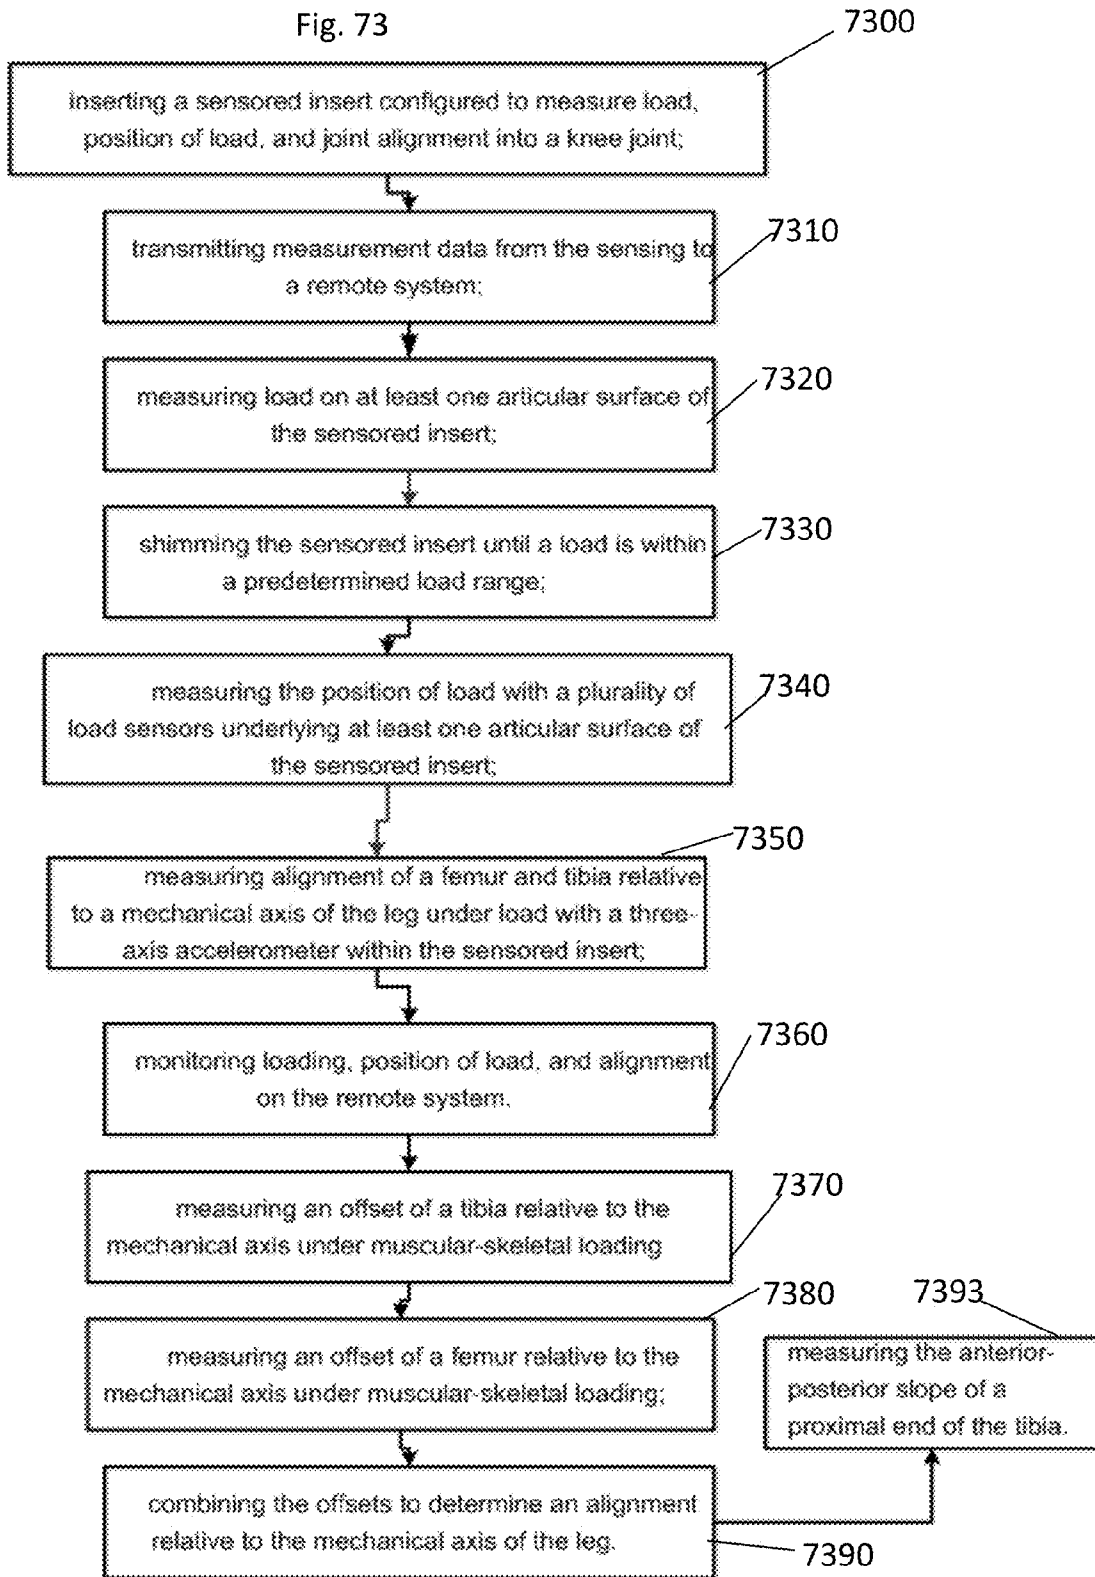 Fig. 73
7300
Inserting a sensored insert configured to measure load,
position of load, and joint alignment into a knee joint;
7310
transmitting measurement data from the sensing to
a remote system;
7320
measuring load on at least one articular surface of
the sensored insert;
7330
shimming the sensored insert until a load is within
a predetermined load range;
7340
measuring the position of load with a plurality of
load sensors underlying at least one articular surface of
the sensored insert;
7350
measuring alignment of a femur and tibia relative
to a mechanical axis of the leg under load with a three-
axis accelerometer within the sensored insert;
7360
monitoring loading, position of load, and alignment
on the remote system.
7370
measuring an offset of a tibia relative to the
mechanical axis under muscular-skeletal loading
7380
measuring an offset of a femur relative to the
mechanical axis under muscular-skeletal loading;
7390
combining the offsets to determine an alignment
relative to the mechanical axis of the leg.
7393
measuring the anterior-
posterior slope of a
proximal end of the tibia.